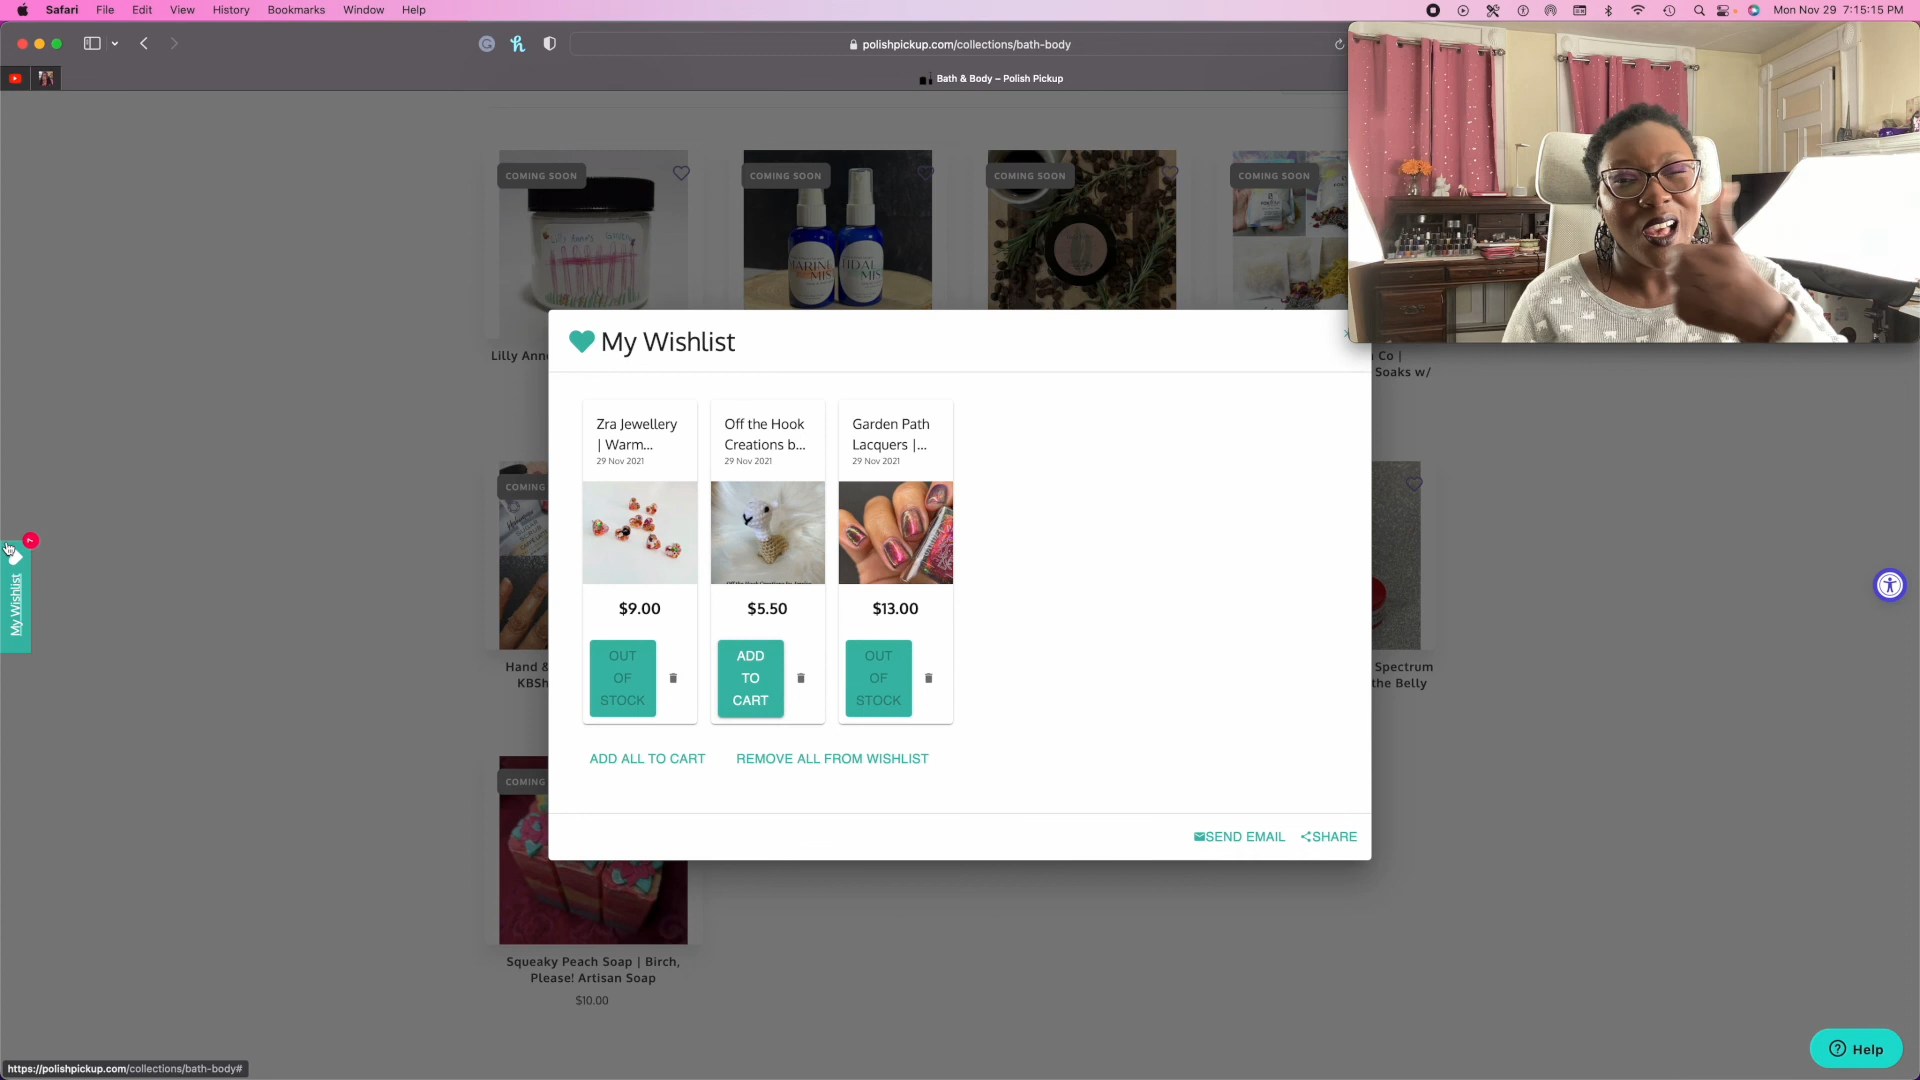 Safari File Edit View History Bookmarks Window Help
Mon Nov 29 7:15:15 PM
polishpickup.com/collections/bath-body
Bath & Body – Polish Pickup
COMING SOON
COMING SOON
COMING SOON
COMING SOON
Lilly Anne
Co |
Soaks w/
My Wishlist
Zra Jewellery
| Warm...
29 Nov 2021
Off the Hook
Creations b...
29 Nov 2021
Garden Path
Lacquers |...
29 Nov 2021
$9.00
$5.50
$13.00
OUT
OF
STOCK
ADD
TO
CART
OUT
OF
STOCK
ADD ALL TO CART
REMOVE ALL FROM WISHLIST
SEND EMAIL
SHARE
COMING
Hand &
KBSh
Spectrum
the Belly
7
My Wishlist
COMING
Squeaky Peach Soap | Birch,
Please! Artisan Soap
$10.00
Help
https://polishpickup.com/collections/bath-body#